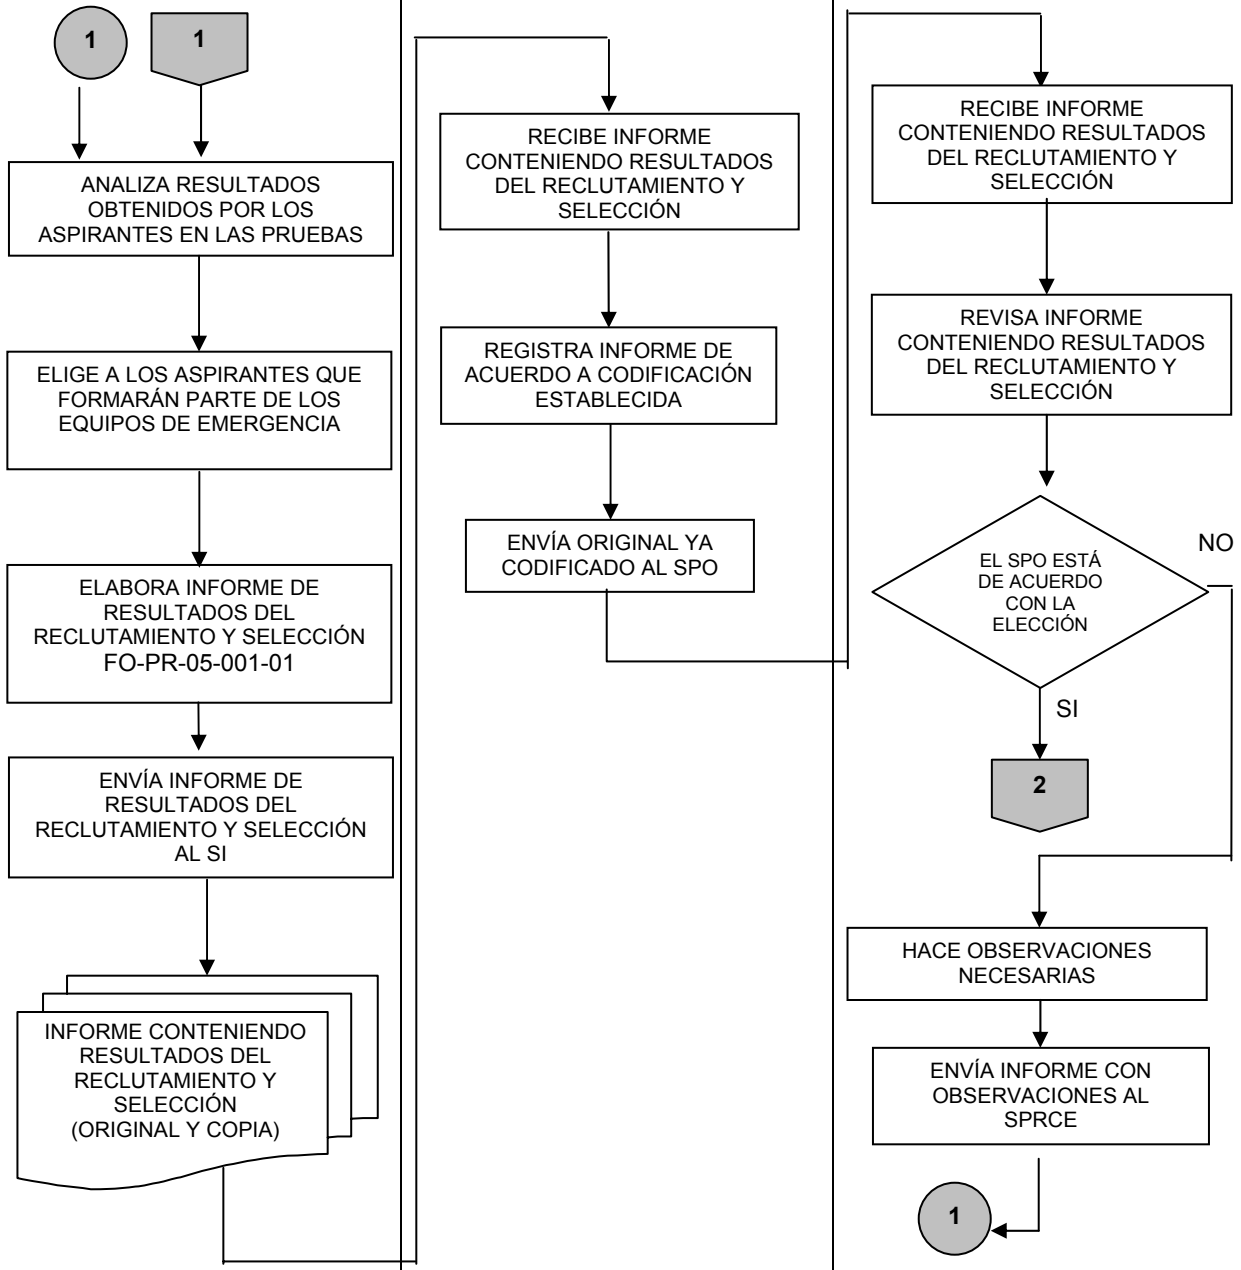 1
1
ANALIZA RESULTADOS
OBTENIDOS POR LOS
ASPIRANTES EN LAS PRUEBAS
ELIGE A LOS ASPIRANTES QUE
FORMARÁN PARTE DE LOS
EQUIPOS DE EMERGENCIA
ELABORA INFORME DE
RESULTADOS DEL
RECLUTAMIENTO Y SELECCIÓN
FO-PR-05-001-01
ENVÍA INFORME DE
RESULTADOS DEL
RECLUTAMIENTO Y SELECCIÓN
AL SI
INFORME CONTENIENDO
RESULTADOS DEL
RECLUTAMIENTO Y
SELECCIÓN
(ORIGINAL Y COPIA)
RECIBE INFORME
CONTENIENDO RESULTADOS
DEL RECLUTAMIENTO Y
SELECCIÓN
REGISTRA INFORME DE
ACUERDO A CODIFICACIÓN
ESTABLECIDA
ENVÍA ORIGINAL YA
CODIFICADO AL SPO
RECIBE INFORME
CONTENIENDO RESULTADOS
DEL RECLUTAMIENTO Y
SELECCIÓN
REVISA INFORME
CONTENIENDO RESULTADOS
DEL RECLUTAMIENTO Y
SELECCIÓN
EL SPO ESTÁ
DE ACUERDO
CON LA
ELECCIÓN
NO
SI
2
HACE OBSERVACIONES
NECESARIAS
ENVÍA INFORME CON
OBSERVACIONES AL
SPRCE
1